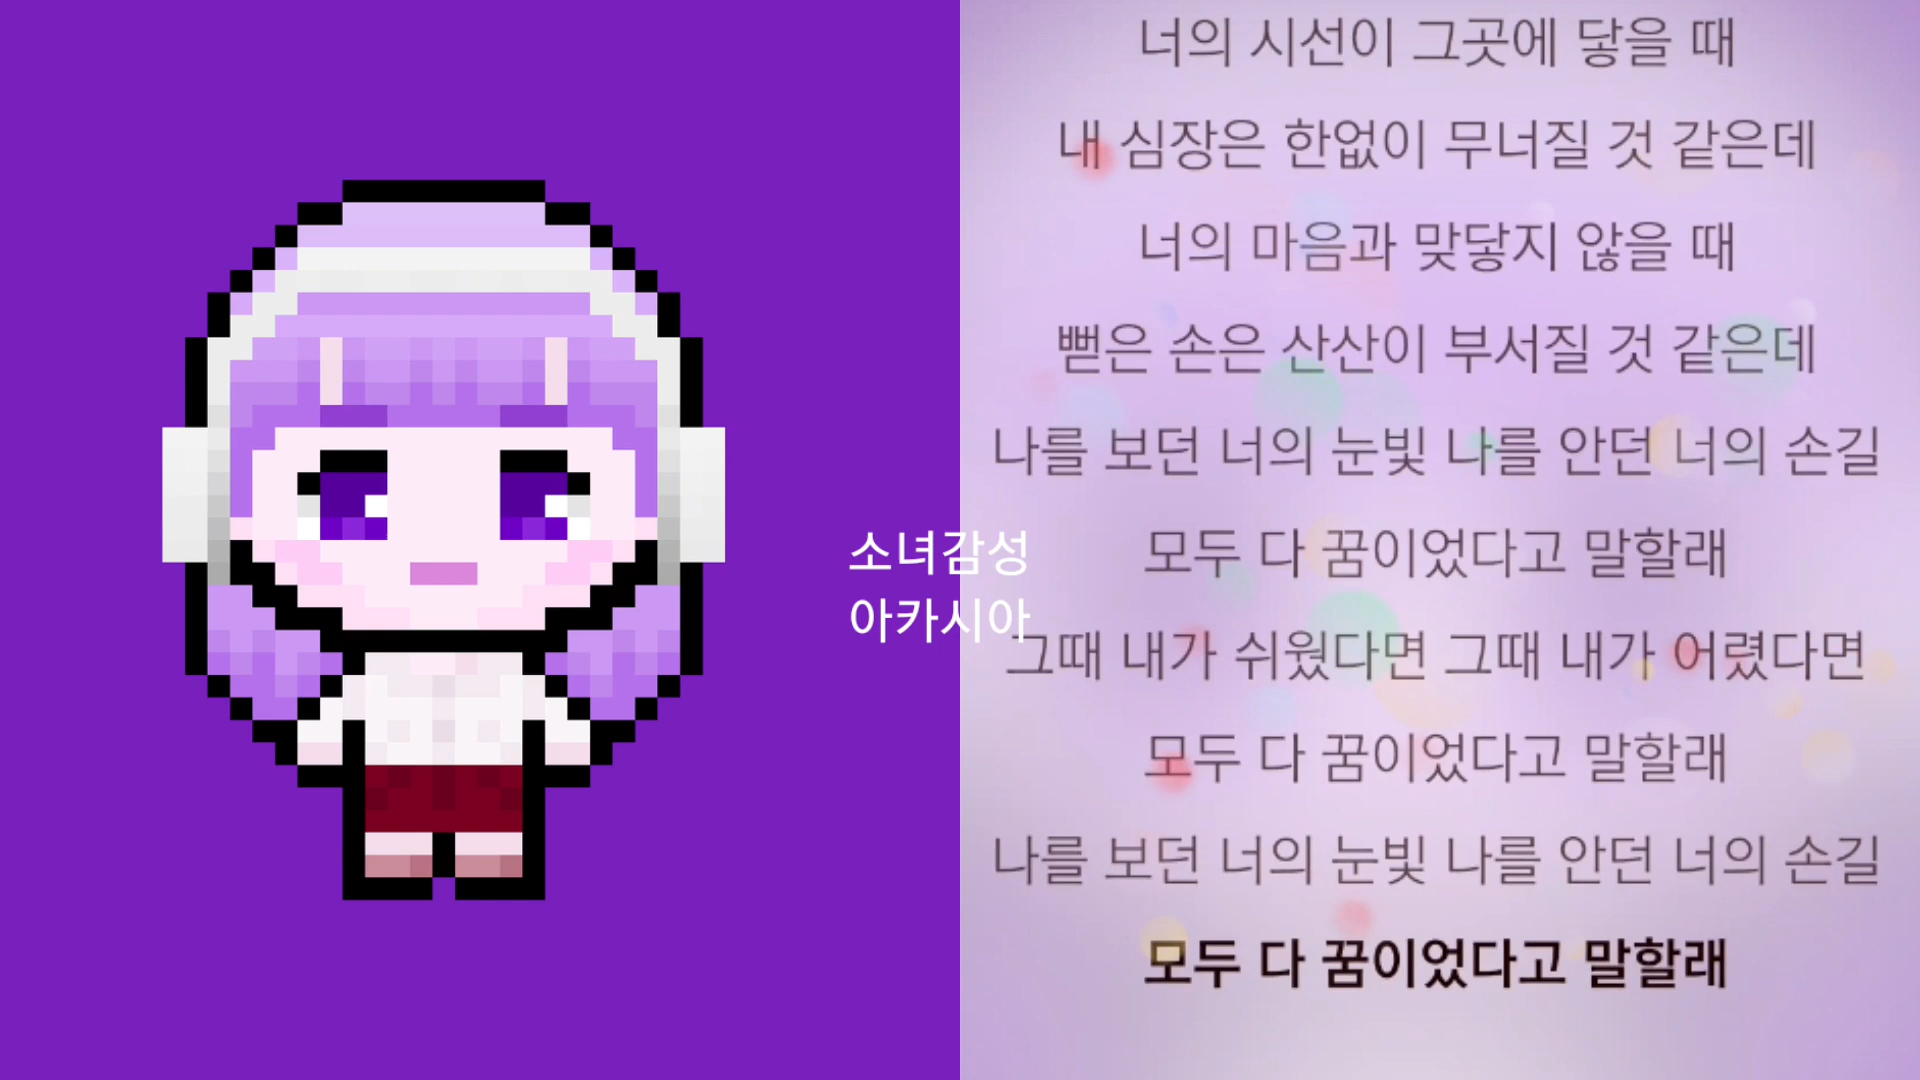 너의 시선이 그곳에 닿을 때
내 심장은 한없이 무너질 것 같은데
너의 마음과 맞닿지 않을 때
뻗은 손은 산산이 부서질 것 같은데
나를 보던 너의 눈빛 나를 안던 너의 손길
모두 다 꿈이었다고 말할래
그때 내가 쉬웠다면 그때 내가 어렸다면
모두 다 꿈이었다고 말할래
나를 보던 너의 눈빛 나를 안던 너의 손길
모두 다 꿈이었다고 말할래
소녀감성
아카시아